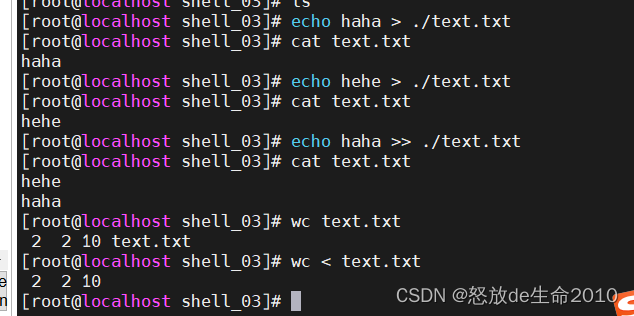 [root@localhost shell_03]# ls
[root@localhost shell_03]# echo haha > ./text.txt
[root@localhost shell_03]# cat text.txt
haha
[root@localhost shell_03]# echo hehe > ./text.txt
[root@localhost shell_03]# cat text.txt
hehe
[root@localhost shell_03]# echo haha >> ./text.txt
[root@localhost shell_03]# cat text.txt
hehe
haha
[root@localhost shell_03]# wc text.txt
 2  2 10 text.txt
[root@localhost shell_03]# wc < text.txt
 2  2 10
[root@localhost shell_03]#
CSDN @怒放de生命2010